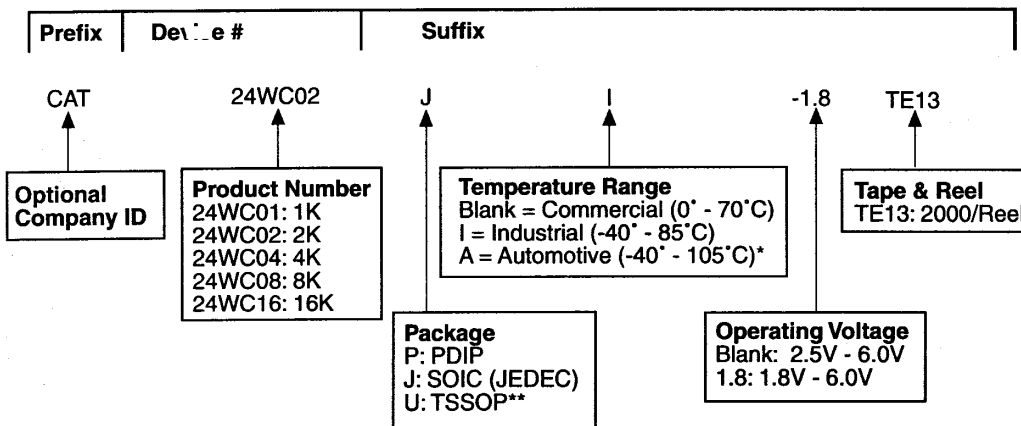 Prefix Device # Suffix
CAT 24WC02 J I -1.8 TE13
Optional
Company ID
Product Number
24WC01: 1K
24WC02: 2K
24WC04: 4K
24WC08: 8K
24WC16: 16K
Temperature Range
Blank = Commercial (0˚ - 70˚C)
I = Industrial (-40˚ - 85˚C)
A = Automotive (-40˚ - 105˚C)*
Tape & Reel
TE13: 2000/Reel
Package
P: PDIP
J: SOIC (JEDEC)
U: TSSOP**
Operating Voltage
Blank: 2.5V - 6.0V
1.8: 1.8V - 6.0V